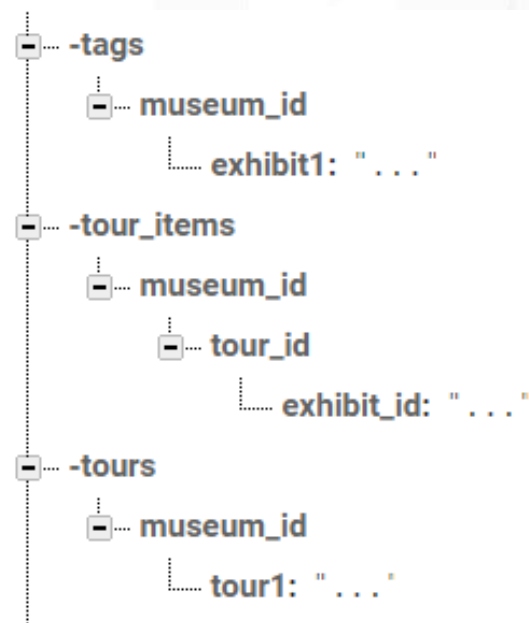 -tags
museum_id
exhibit1: "..."
-tour_items
museum_id
tour_id
exhibit_id: "..."
-tours
museum_id
tour1: "..."